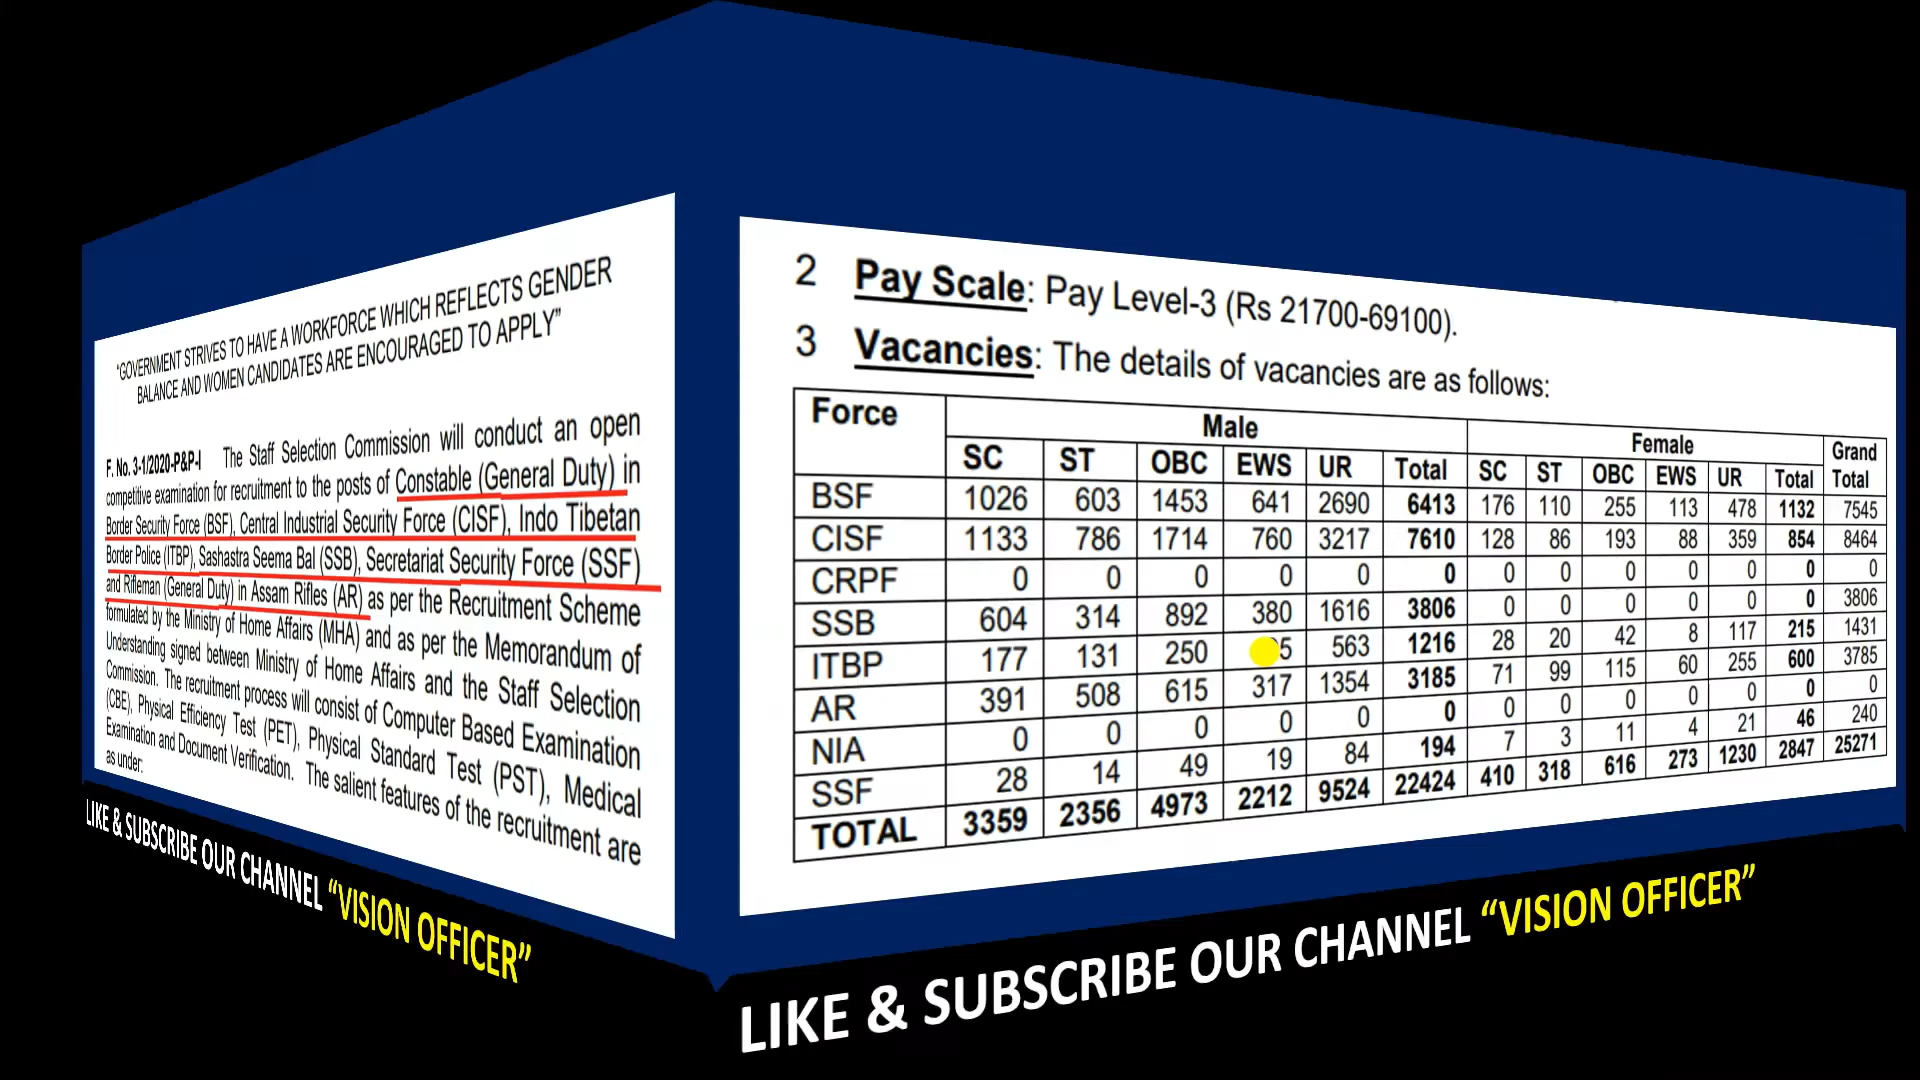 “GOVERNMENT STRIVES TO HAVE A WORKFORCE WHICH REFLECTS GENDER
BALANCE AND WOMEN CANDIDATES ARE ENCOURAGED TO APPLY”
F. No. 3-1/2020-P&P-I The Staff Selection Commission will conduct an open
competitive examination for recruitment to the posts of Constable (General Duty) in
Border Security Force (BSF), Central Industrial Security Force (CISF), Indo Tibetan
Border Police (ITBP), Sashastra Seema Bal (SSB), Secretariat Security Force (SSF)
and Rifleman (General Duty) in Assam Rifles (AR) as per the Recruitment Scheme
formulated by the Ministry of Home Affairs (MHA) and as per the Memorandum of
Understanding signed between Ministry of Home Affairs and the Staff Selection
Commission. The recruitment process will consist of Computer Based Examination
(CBE), Physical Efficiency Test (PET), Physical Standard Test (PST), Medical
Examination and Document Verification. The salient features of the recruitment are
as under:
LIKE & SUBSCRIBE OUR CHANNEL “VISION OFFICER”
2 Pay Scale: Pay Level-3 (Rs 21700-69100).
3 Vacancies: The details of vacancies are as follows:
Force Male Female Grand Total
SC ST OBC EWS UR Total SC ST OBC EWS UR Total
BSF 1026 603 1453 641 2690 6413 176 110 255 113 478 1132 7545
CISF 1133 786 1714 760 3217 7610 128 86 193 88 359 854 8464
CRPF 0 0 0 0 0 0 0 0 0 0 0 0 0
SSB 604 314 892 380 1616 3806 0 0 0 0 0 0 3806
ITBP 177 131 250 563 1216 28 20 42 8 117 215 1431
AR 391 508 615 317 1354 3185 71 99 115 60 255 600 3785
NIA 0 0 0 0 0 0 0 0 0 0 0 0 0
SSF 28 14 49 19 84 194 7 3 11 4 21 46 240
TOTAL 3359 2356 4973 2212 9524 22424 410 318 616 273 1230 2847 25271
LIKE & SUBSCRIBE OUR CHANNEL “VISION OFFICER”